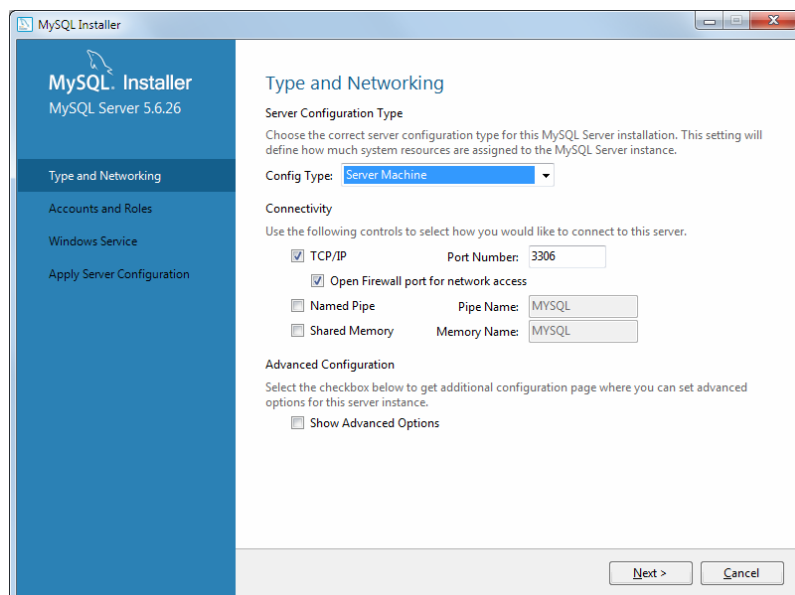 MySQL Installer
MySQL. Installer
MySQL Server 5.6.26
Type and Networking
Accounts and Roles
Windows Service
Apply Server Configuration
Type and Networking
Server Configuration Type
Choose the correct server configuration type for this MySQL Server installation. This setting will
define how much system resources are assigned to the MySQL Server instance.
Config Type: Server Machine
Connectivity
Use the following controls to select how you would like to connect to this server.
TCP/IP Port Number: 3306
Open Firewall port for network access
Named Pipe Pipe Name: MYSQL
Shared Memory Memory Name: MYSQL
Advanced Configuration
Select the checkbox below to get additional configuration page where you can set advanced
options for this server instance.
Show Advanced Options
Next > Cancel